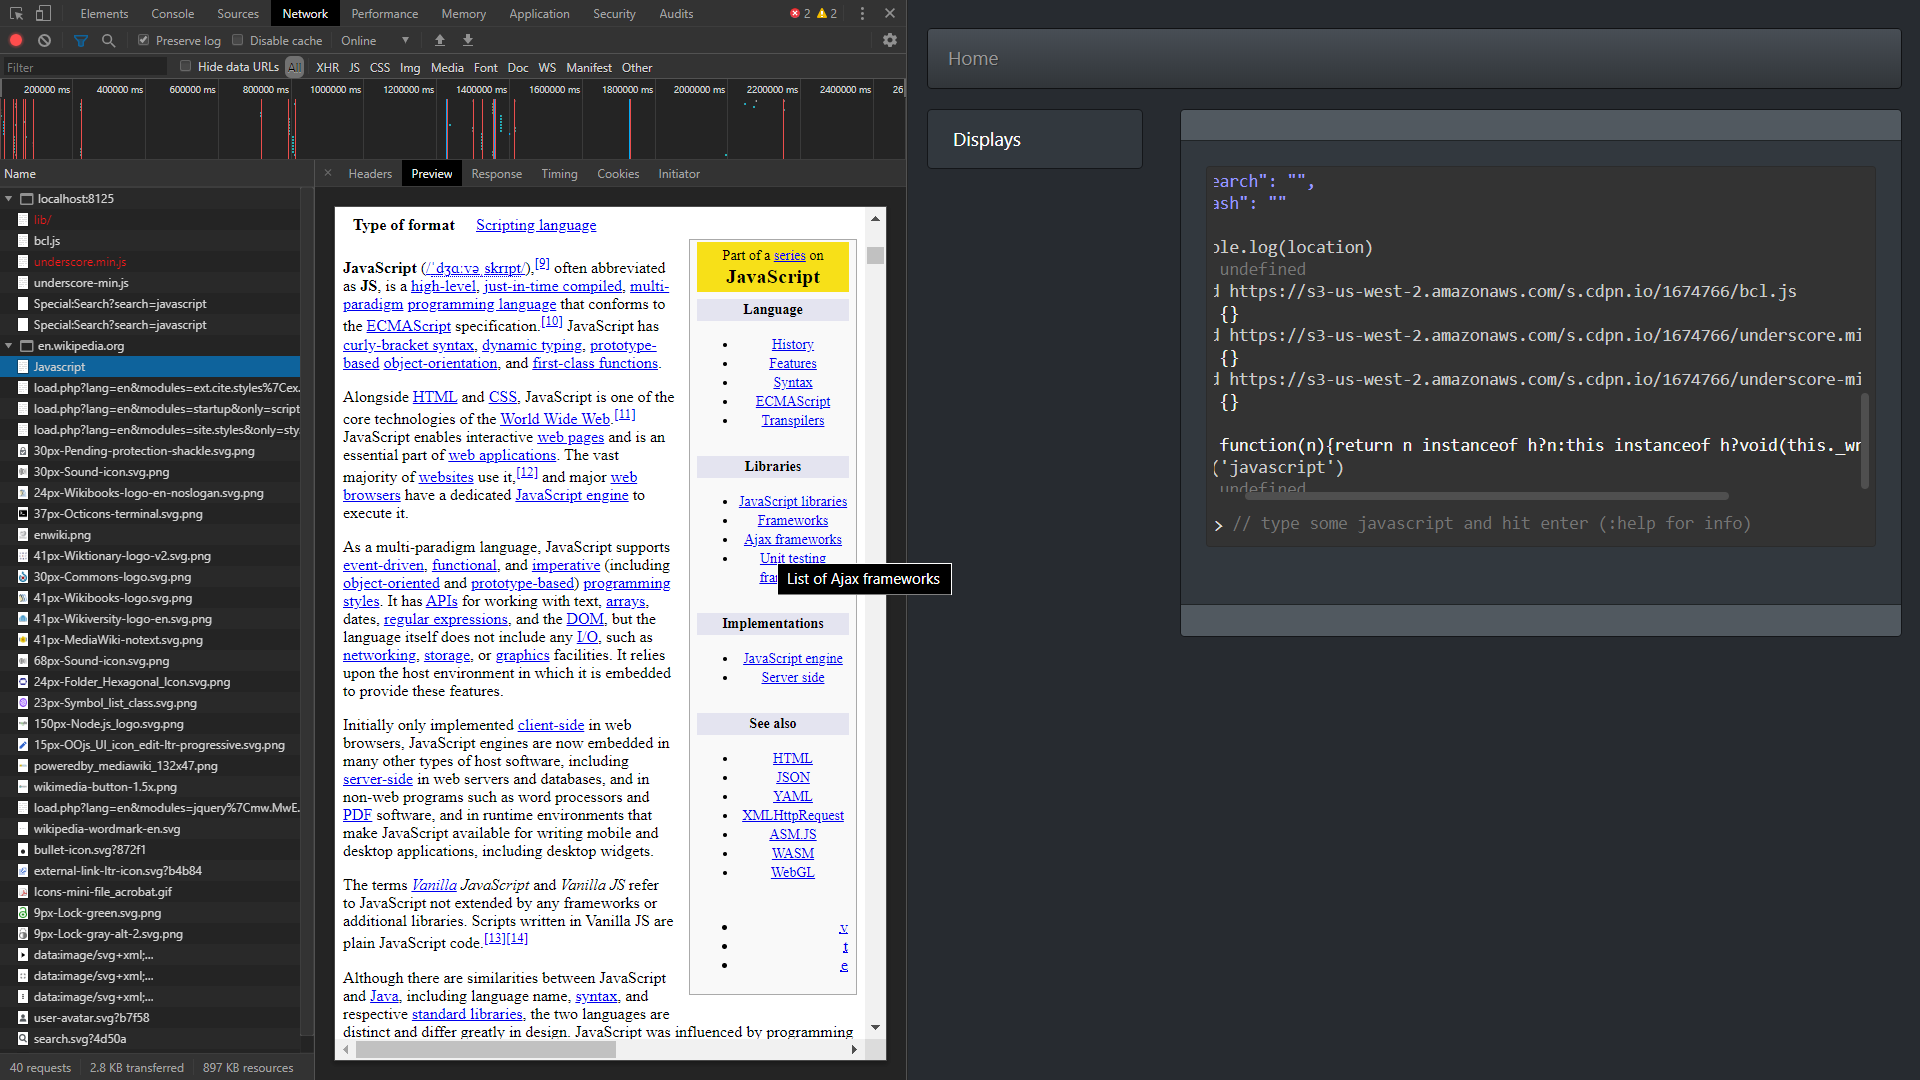 Elements Console Sources Network Performance Memory Application Security Audits 2 2
Preserve log Disable cache Online
Filter Hide data URLs All XHR JS CSS Img Media Font Doc WS Manifest Other
200000 ms 400000 ms 600000 ms 800000 ms 1000000 ms 1200000 ms 1400000 ms 1600000 ms 1800000 ms 2000000 ms 2200000 ms 2400000 ms 26
Name
localhost:8125
lib/
bcl.js
underscore.min.js
underscore-min.js
Special:Search?search=javascript
Special:Search?search=javascript
en.wikipedia.org
Javascript
load.php?lang=en&modules=ext.cite.styles%7Cex.
load.php?lang=en&modules=startup&only=script
load.php?lang=en&modules=site.styles&only=sty.
30px-Pending-protection-shackle.svg.png
30px-Sound-icon.svg.png
24px-Wikibooks-logo-en-noslogan.svg.png
37px-Octicons-terminal.svg.png
enwiki.png
41px-Wiktionary-logo-v2.svg.png
30px-Commons-logo.svg.png
41px-Wikibooks-logo.svg.png
41px-Wikiversity-logo-en.svg.png
41px-MediaWiki-notext.svg.png
68px-Sound-icon.svg.png
24px-Folder_Hexagonal_Icon.svg.png
23px-Symbol_list_class.svg.png
150px-Node.js_logo.svg.png
15px-OOjs_UI_icon_edit-ltr-progressive.svg.png
poweredby_mediawiki_132x47.png
wikimedia-button-1.5x.png
load.php?lang=en&modules=jquery%7Cmw.MwE.
wikipedia-wordmark-en.svg
bullet-icon.svg?872f1
external-link-ltr-icon.svg?b4b84
Icons-mini-file_acrobat.gif
9px-Lock-green.svg.png
9px-Lock-gray-alt-2.svg.png
data:image/svg+xml;...
data:image/svg+xml;...
data:image/svg+xml;...
user-avatar.svg?b7f58
search.svg?4d50a
40 requests 2.8 KB transferred 897 KB resources
Headers Preview Response Timing Cookies Initiator
Type of format Scripting language
JavaScript (/ˈdʒɑːvəˌskrɪpt/),[9] often abbreviated
as JS, is a high-level, just-in-time compiled, multi-
paradigm programming language that conforms to
the ECMAScript specification.[10] JavaScript has
curly-bracket syntax, dynamic typing, prototype-
based object-orientation, and first-class functions.
Alongside HTML and CSS, JavaScript is one of the
core technologies of the World Wide Web.[11]
JavaScript enables interactive web pages and is an
essential part of web applications. The vast
majority of websites use it,[12] and major web
browsers have a dedicated JavaScript engine to
execute it.
As a multi-paradigm language, JavaScript supports
event-driven, functional, and imperative (including
object-oriented and prototype-based) programming
styles. It has APIs for working with text, arrays,
dates, regular expressions, and the DOM, but the
language itself does not include any I/O, such as
networking, storage, or graphics facilities. It relies
upon the host environment in which it is embedded
to provide these features.
Initially only implemented client-side in web
browsers, JavaScript engines are now embedded in
many other types of host software, including
server-side in web servers and databases, and in
non-web programs such as word processors and
PDF software, and in runtime environments that
make JavaScript available for writing mobile and
desktop applications, including desktop widgets.
The terms Vanilla JavaScript and Vanilla JS refer
to JavaScript not extended by any frameworks or
additional libraries. Scripts written in Vanilla JS are
plain JavaScript code.[13][14]
Although there are similarities between JavaScript
and Java, including language name, syntax, and
respective standard libraries, the two languages are
distinct and differ greatly in design. JavaScript was influenced by programming
Part of a series on
JavaScript
Language
History
Features
Syntax
ECMAScript
Transpilers
Libraries
JavaScript libraries
Frameworks
Ajax frameworks
Unit testing
List of Ajax frameworks
Implementations
JavaScript engine
Server side
See also
HTML
JSON
YAML
XMLHttpRequest
ASM.JS
WASM
WebGL
v
t
e
Home
Displays
earch": "",
ash": ""
ole.log(location)
undefined
d https://s3-us-west-2.amazonaws.com/s.cdpn.io/1674766/bcl.js
{}
d https://s3-us-west-2.amazonaws.com/s.cdpn.io/1674766/underscore.mi
{}
d https://s3-us-west-2.amazonaws.com/s.cdpn.io/1674766/underscore-mi
{}
function(n){return n instanceof h?n:this instanceof h?void(this._wr
('javascript')
undefined
> // type some javascript and hit enter (:help for info)